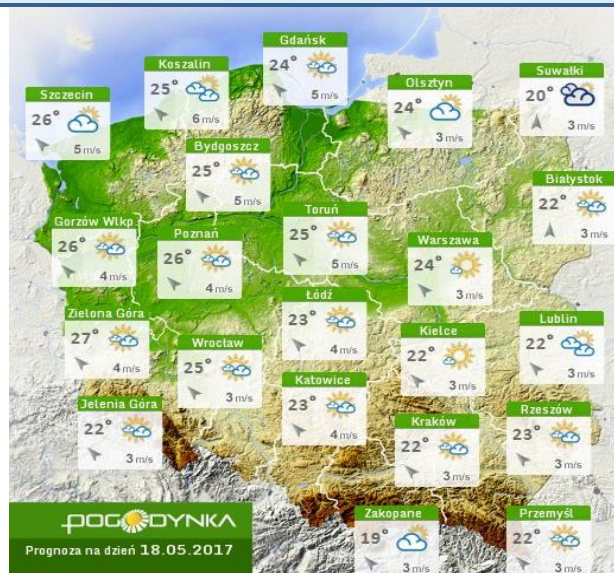 Gdańsk
24°
5 m/s
Koszalin
25°
6 m/s
Szczecin
26°
5 m/s
Olsztyn
24°
3 m/s
Suwałki
20°
3 m/s
Bydgoszcz
25°
5 m/s
Białystok
22°
3 m/s
Gorzów Wlkp.
26°
4 m/s
Poznań
26°
4 m/s
Toruń
25°
5 m/s
Warszawa
24°
3 m/s
Zielona Góra
27°
4 m/s
Łódź
23°
4 m/s
Wrocław
25°
3 m/s
Kielce
22°
3 m/s
Lublin
22°
3 m/s
Jelenia Góra
22°
3 m/s
Katowice
23°
4 m/s
Kraków
22°
3 m/s
Rzeszów
23°
3 m/s
Zakopane
19°
3 m/s
Przemyśl
22°
3 m/s
POGODYNKA
Prognoza na dzień 18.05.2017